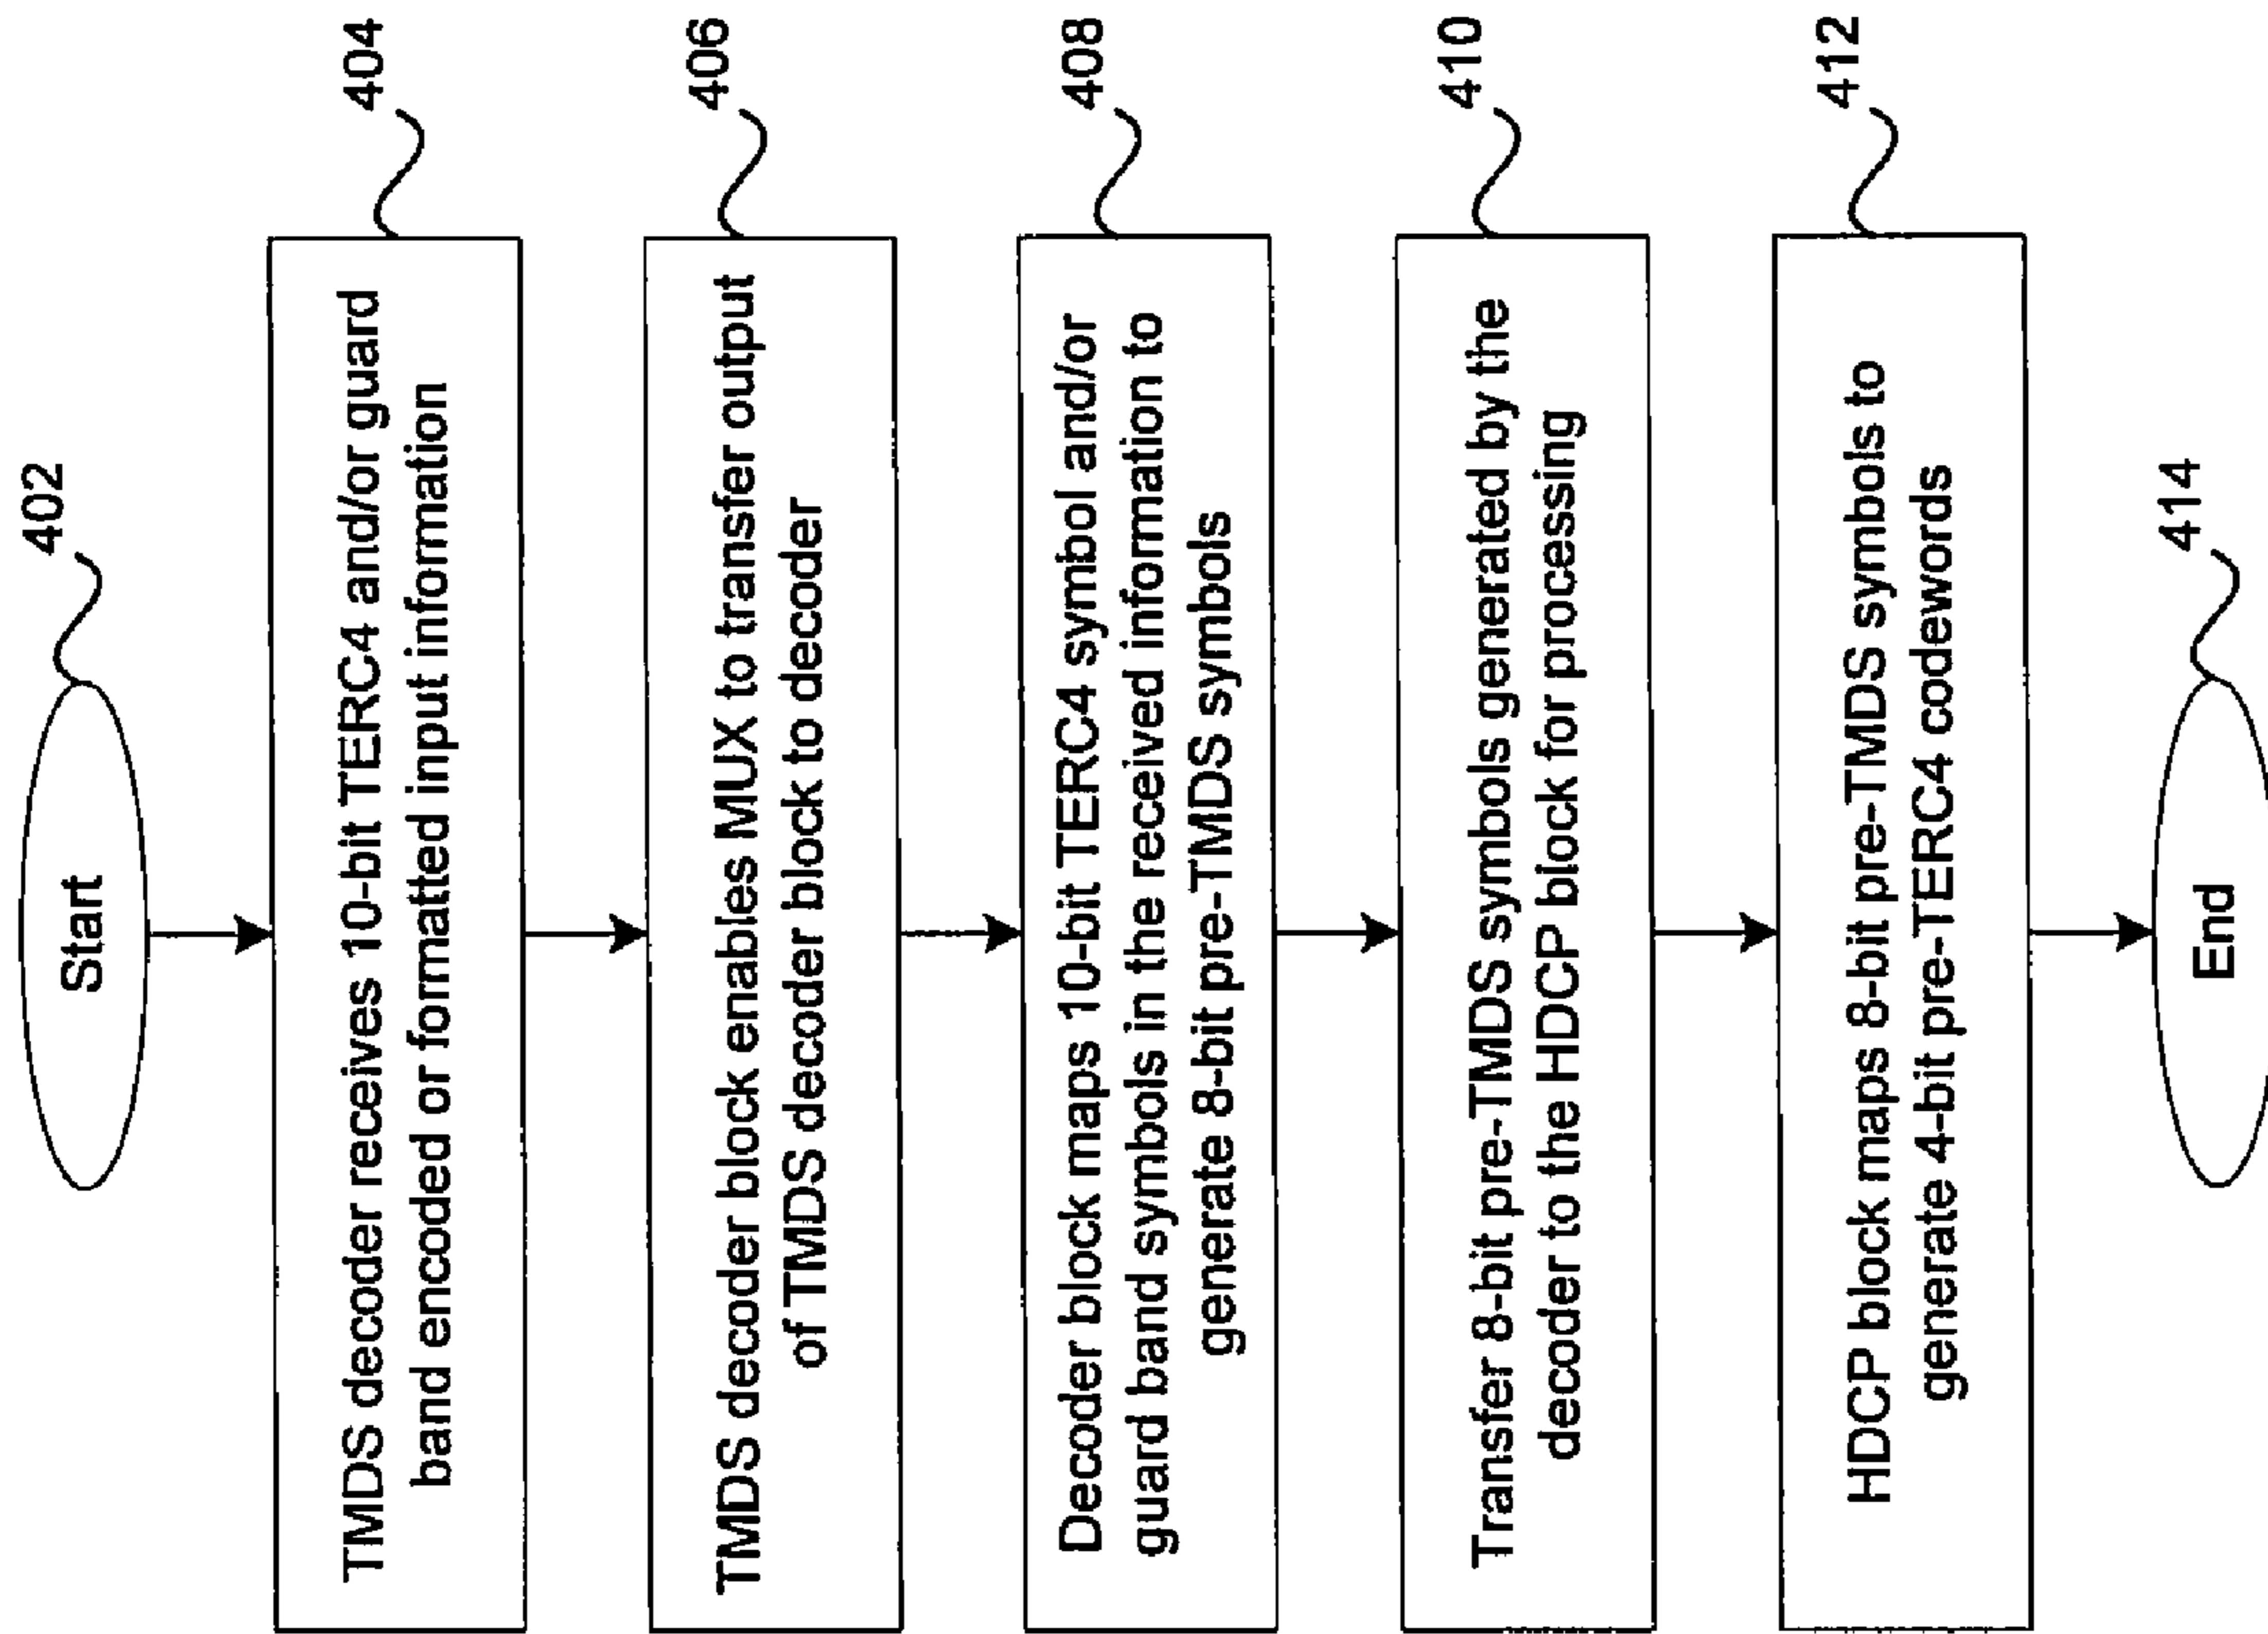 402
Start
404
TMDS decoder receives 10-bit TERC4 and/or guard
band encoded or formatted input information
406
TMDS decoder block enables MUX to transfer output
of TMDS decoder block to decoder
408
Decoder block maps 10-bit TERC4 symbol and/or
guard band symbols in the received information to
generate 8-bit pre-TMDS symbols
410
Transfer 8-bit pre-TMDS symbols generated by the
decoder to the HDCP block for processing
412
HDCP block maps 8-bit pre-TMDS symbols to
generate 4-bit pre-TERC4 codewords
414
End